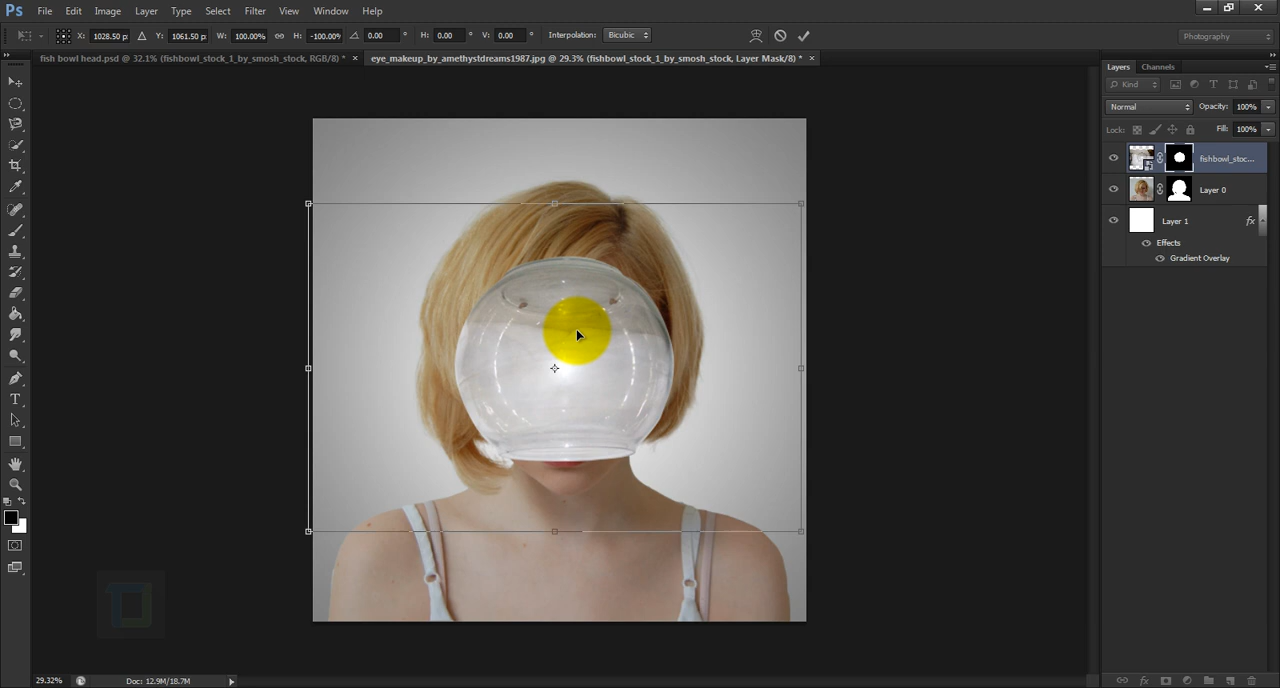 Ps File Edit Image Layer Type Select Filter View Window Help
X: 1028.50 p Y: 1061.50 p W: 100.00% H: -100.00% 0.00 ° H: 0.00 ° V: 0.00 ° Interpolation: Bicubic Photography
fish bowl head.psd @ 32.1% (fishbowl_stock_1_by_smosh_stock, RGB/8) * × eye_makeup_by_amethystdreams1987.jpg @ 29.3% (fishbowl_stock_1_by_smosh_stock, Layer Mask/8) * ×
Layers Channels
Kind
Normal Opacity: 100%
Lock: Fill: 100%
fishbowl_stoc...
Layer 0
Layer 1 fx
Effects
Gradient Overlay
29.32% Doc: 12.9M/18.7M